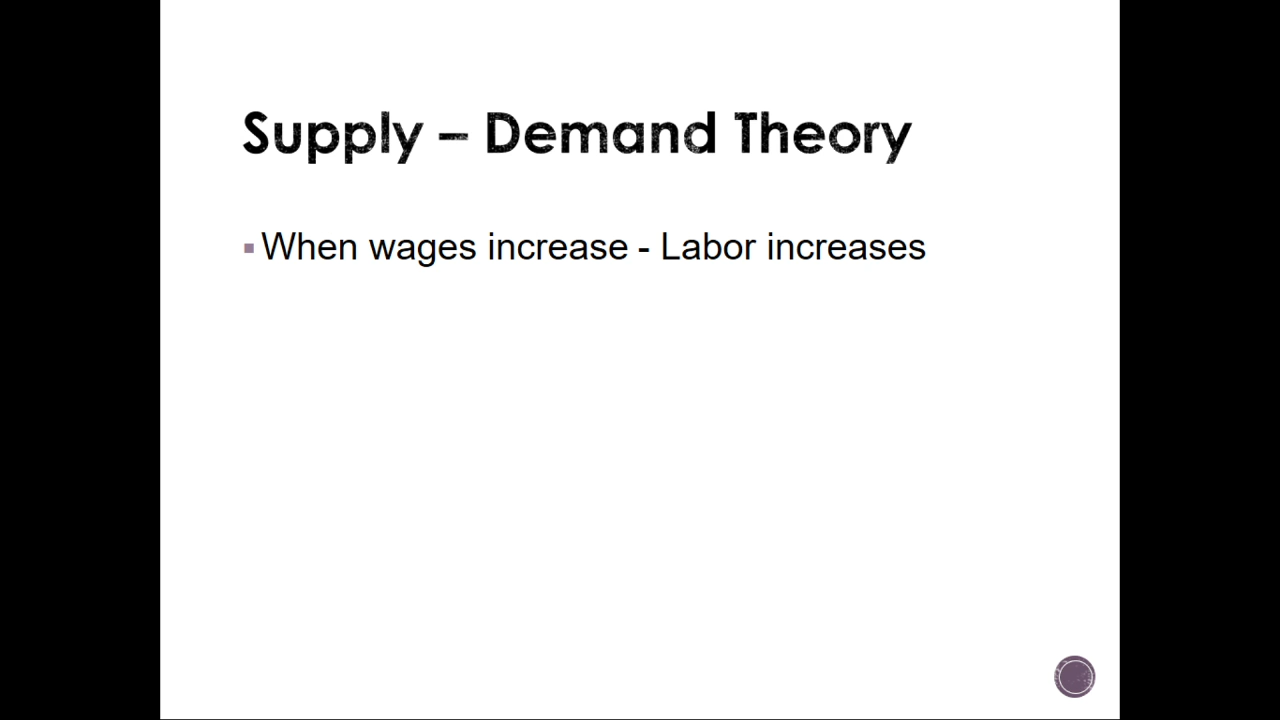 Supply – Demand Theory
▪When wages increase - Labor increases